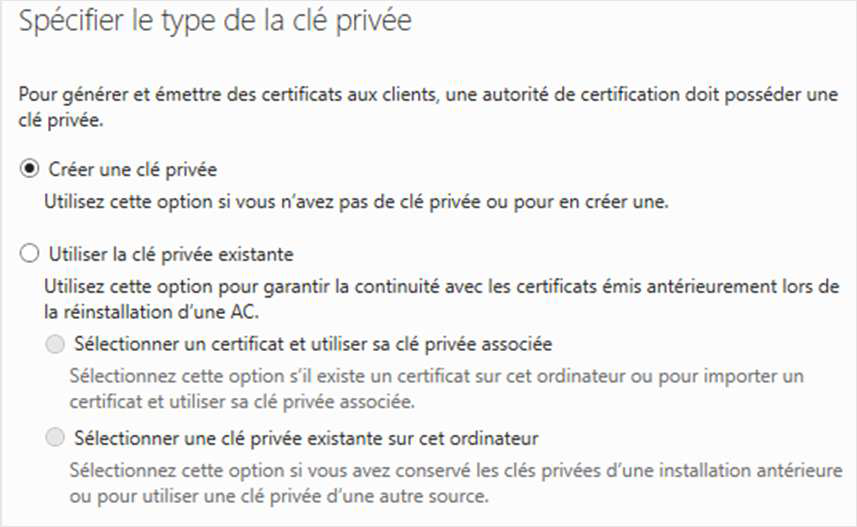 Spécifier le type de la clé privée
Pour générer et émettre des certificats aux clients, une autorité de certification doit posséder une
clé privée.
Créer une clé privée
Utilisez cette option si vous n’avez pas de clé privée ou pour en créer une.
Utiliser la clé privée existante
Utilisez cette option pour garantir la continuité avec les certificats émis antérieurement lors de
la réinstallation d’une AC.
Sélectionner un certificat et utiliser sa clé privée associée
Sélectionnez cette option s’il existe un certificat sur cet ordinateur ou pour importer un
certificat et utiliser sa clé privée associée.
Sélectionner une clé privée existante sur cet ordinateur
Sélectionnez cette option si vous avez conservé les clés privées d’une installation antérieure
ou pour utiliser une clé privée d’une autre source.